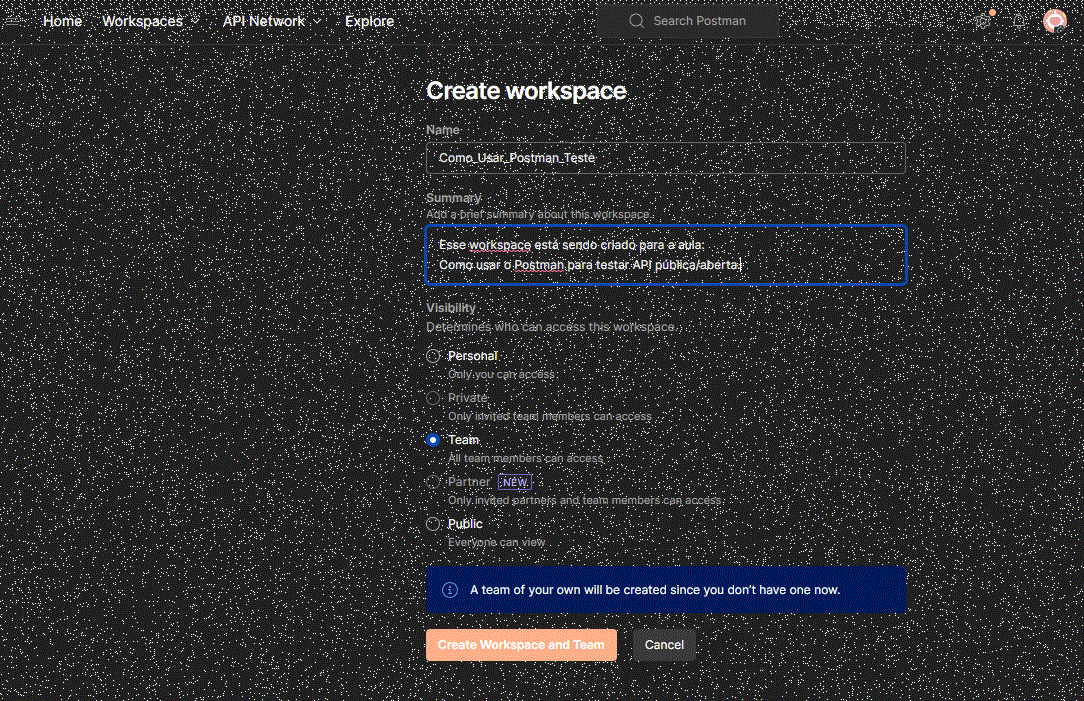 Home Workspaces API Network Explore Search Postman
Create workspace
Name
Como_Usar_Postman_Teste
Summary
Add a brief summary about this workspace.
Esse workspace está sendo criado para a aula:
Como usar o Postman para testar API pública/aberta.
Visibility
Determines who can access this workspace.
Personal
Only you can access
Private
Only invited team members can access
Team
All team members can access
Partner NEW
Only invited partners and team members can access
Public
Everyone can view
A team of your own will be created since you don't have one now.
Create Workspace and Team Cancel